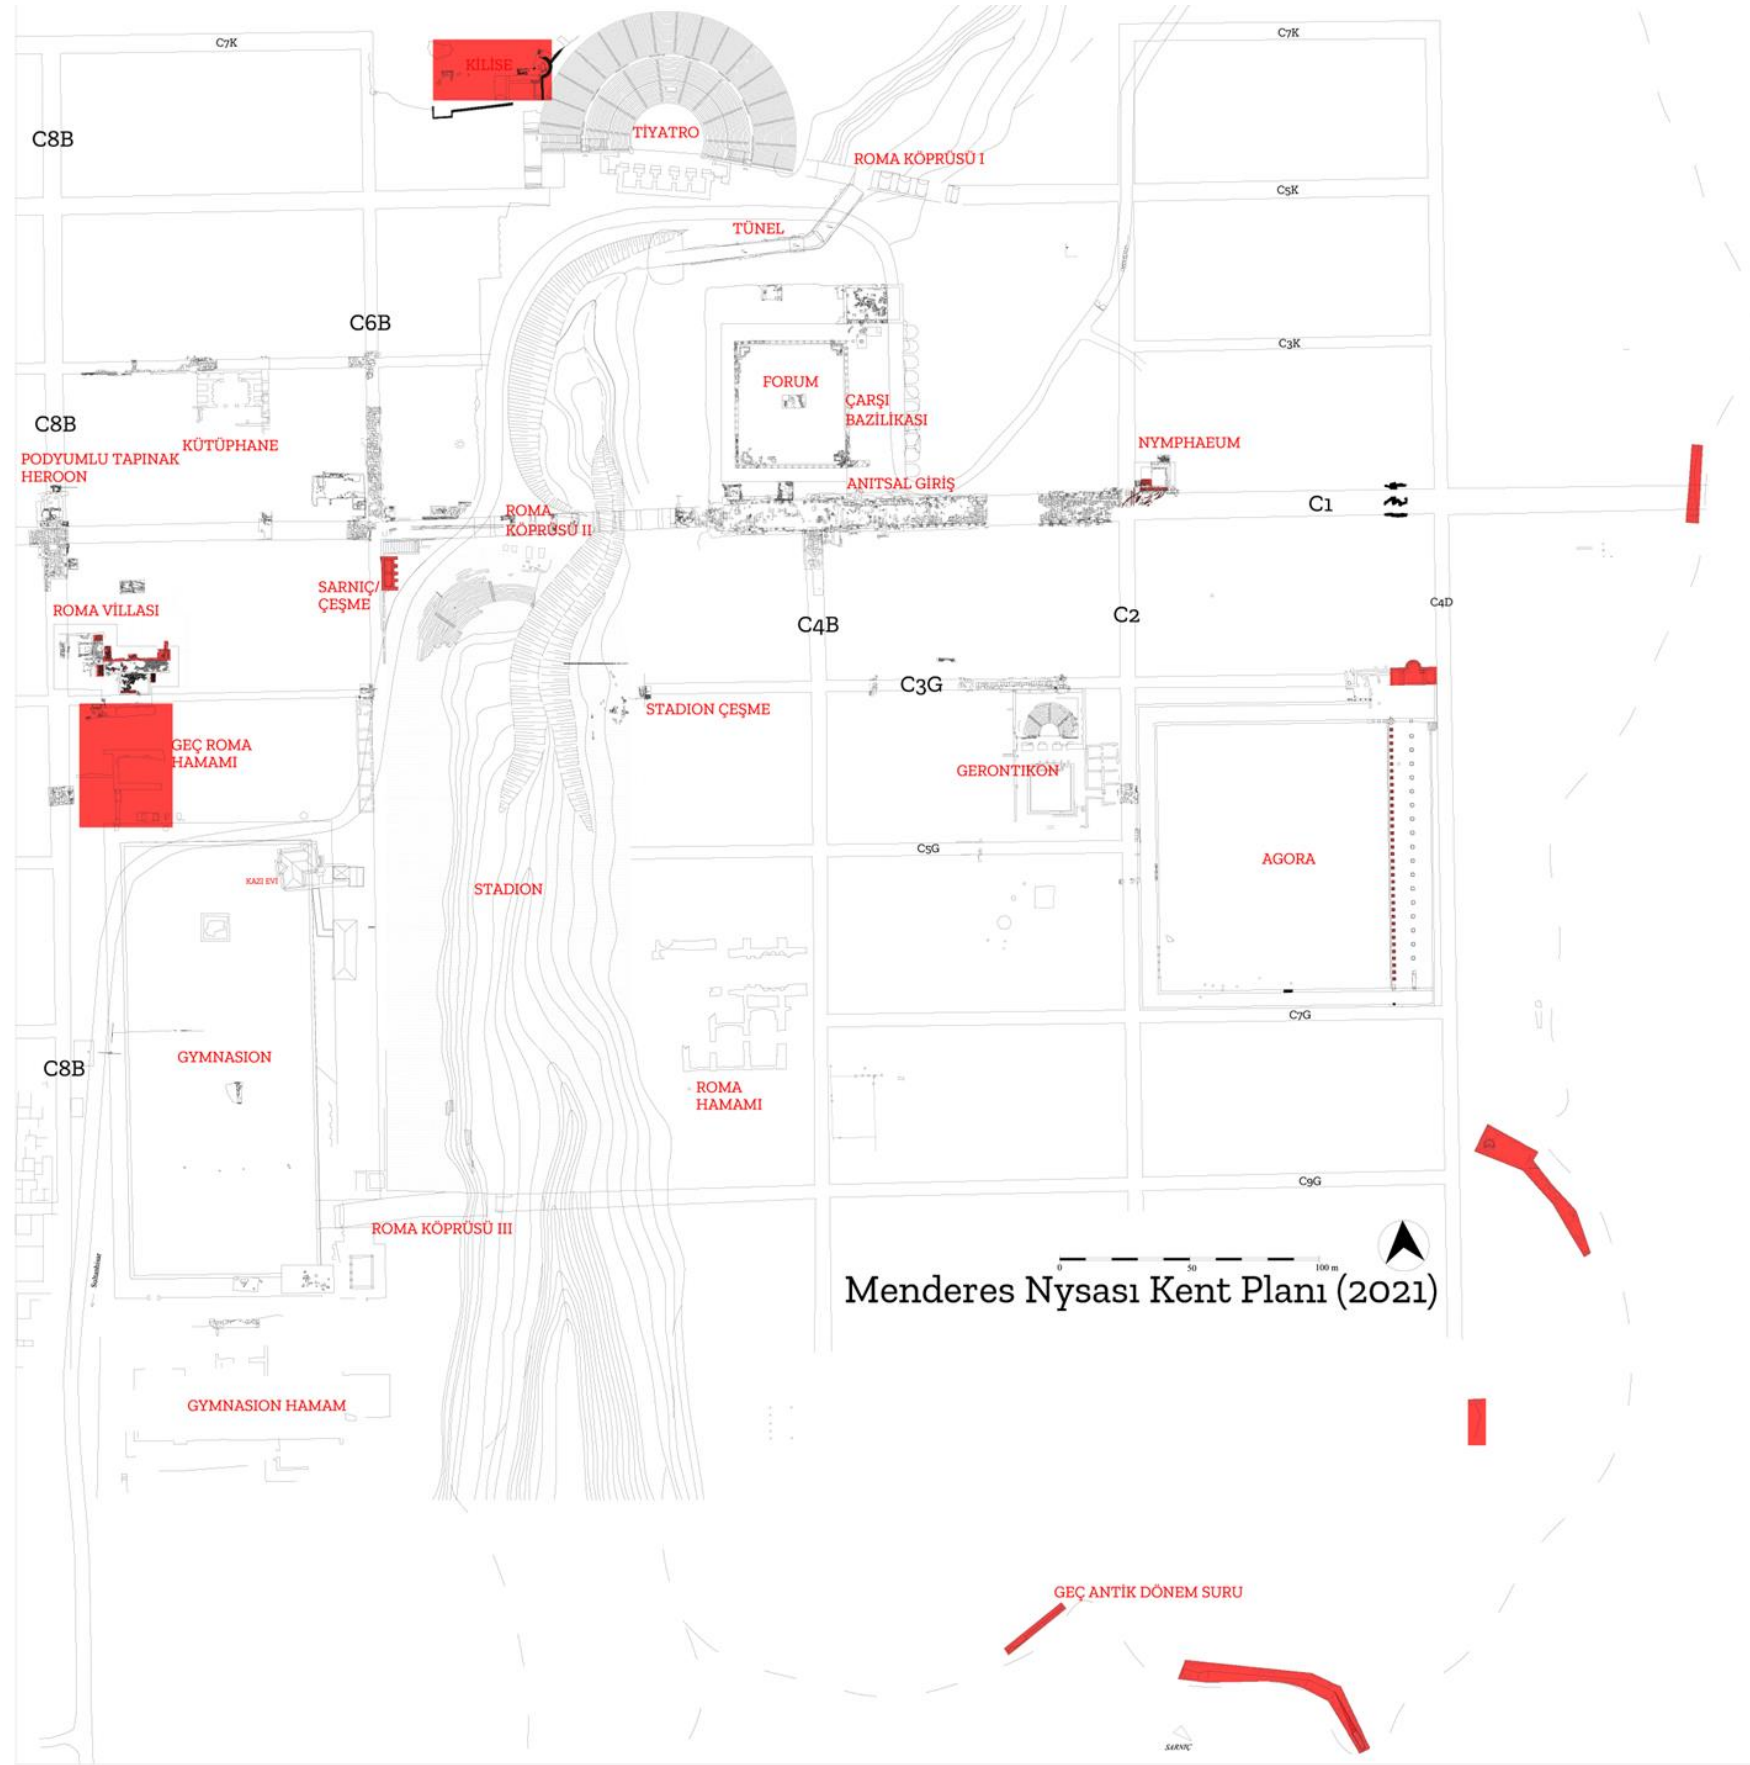 C7K
C7K
KİLİSE
TİYATRO
C8B
ROMA KÖPRÜSÜ I
C5K
TÜNEL
C6B
C3K
FORUM
ÇARŞI
BAZİLİKASI
C8B
KÜTÜPHANE
NYMPHAEUM
PODYUMLU TAPINAK
HEROON
ANITSAL GİRİŞ
C1
ROMA
KÖPRÜSÜ II
SARNIÇ/
ÇEŞME
ROMA VİLLASI
C4B
C2
C4D
C3G
STADION ÇEŞME
GEÇ ROMA
HAMAMI
GERONTIKON
C5G
AGORA
KAZI EVİ
STADION
C7G
GYMNASION
C8B
ROMA
HAMAMI
C9G
ROMA KÖPRÜSÜ III
Sultanhisar
0 50 100 m
Menderes Nysası Kent Planı (2021)
GYMNASION HAMAM
GEÇ ANTİK DÖNEM SURU
SARNIÇ